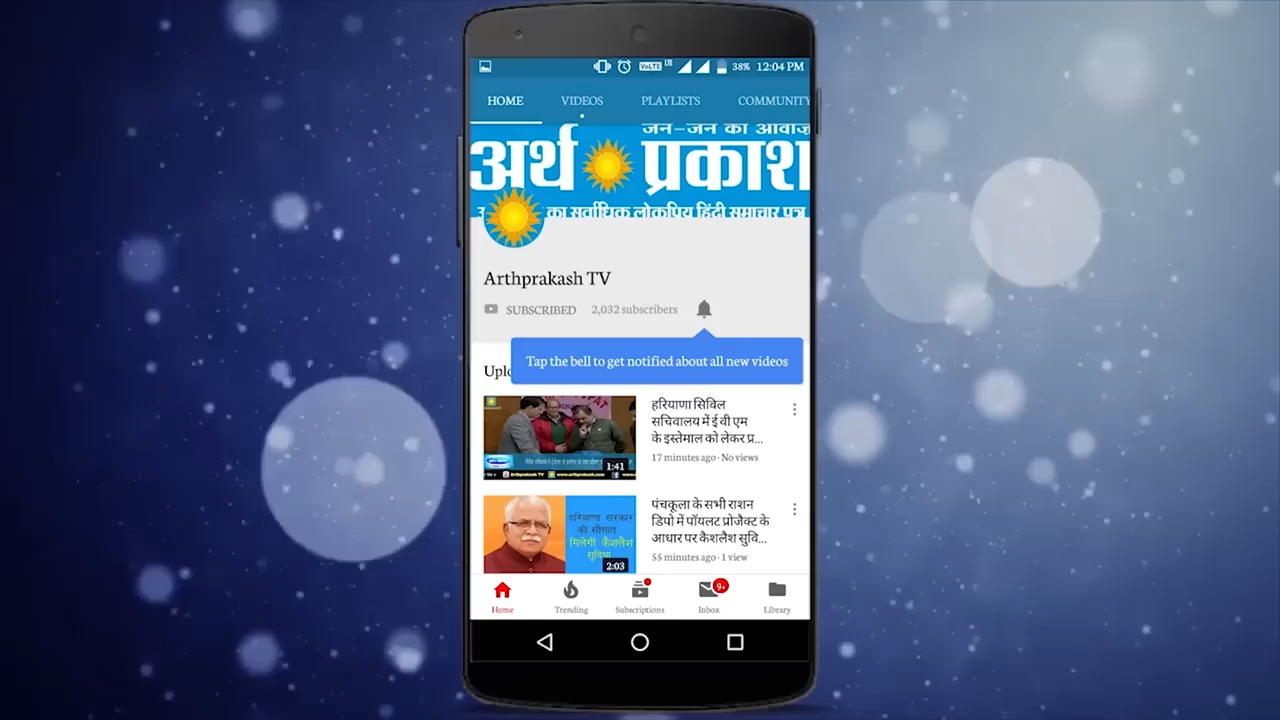 38% 12:04 PM
HOME VIDEOS PLAYLISTS COMMUNITY
जन-जन की आवाज़
अर्थ प्रकाश
का सर्वाधिक लोकप्रिय हिंदी समाचार पत्र
Arthprakash TV
SUBSCRIBED 2,032 subscribers
Tap the bell to get notified about all new videos
Uplo
हरियाणा सिविल
सचिवालय में ई वी एम
के इस्तेमाल को लेकर प्र...
17 minutes ago · No views
1:41
Arthprakash TV
पंचकूला के सभी राशन
डिपो में पॉयलट प्रोजैक्ट के
आधार पर कैशलैश सुवि...
55 minutes ago · 1 view
हरियाणा सरकार
की सौगात
मिलेगी कैशलैश
सुविधा
2:03
Home Trending Subscriptions Inbox 9+ Library